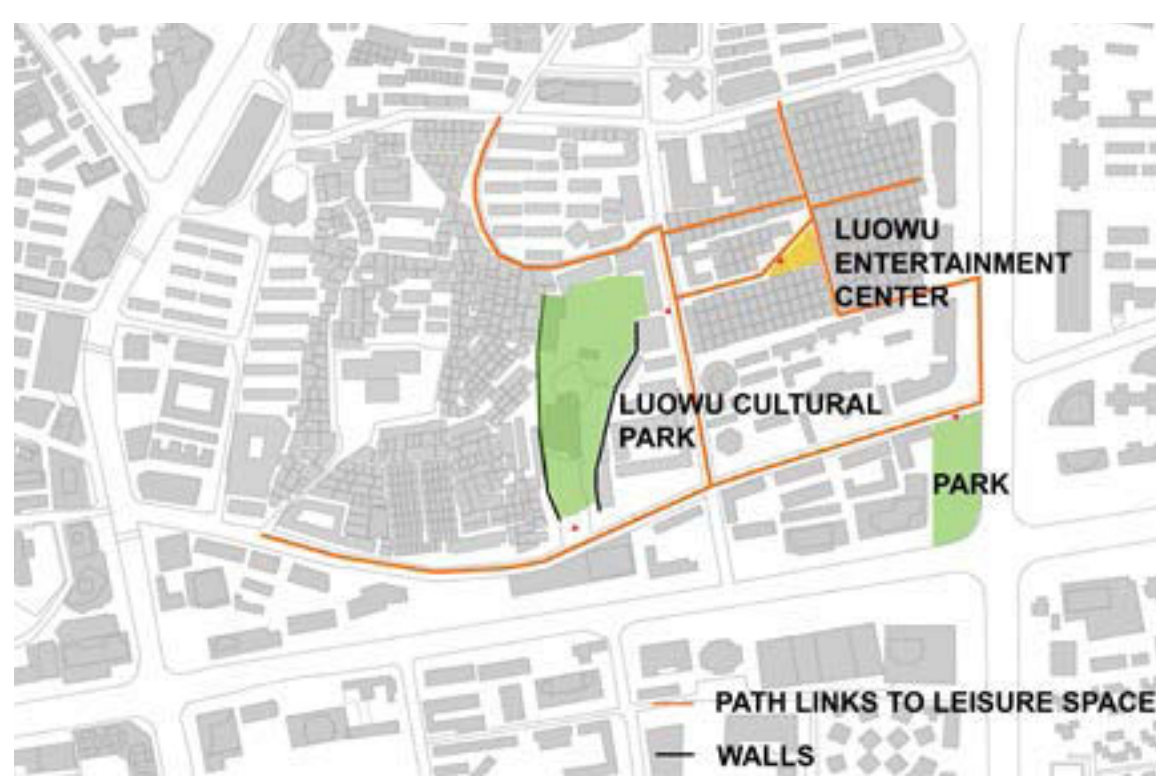 LUOWU
ENTERTAINMENT
CENTER
LUOWU CULTURAL
PARK
PARK
PATH LINKS TO LEISURE SPACE
WALLS